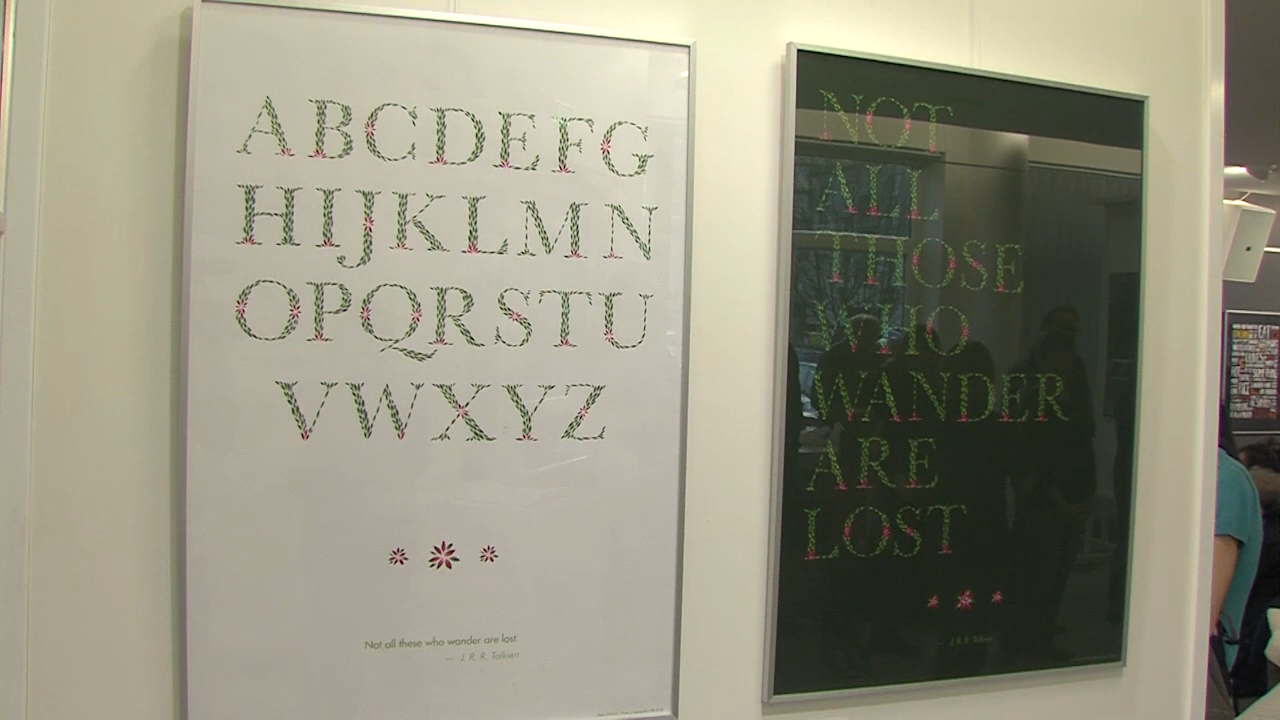 ABCDEFG
HIJKLMN
OPQRSTU
VWXYZ
Not all these who wander are lost.
— J. R. R. Tolkien
NOT
ALL
THOSE
WHO
WANDER
ARE
LOST
— J. R. R. Tolkien